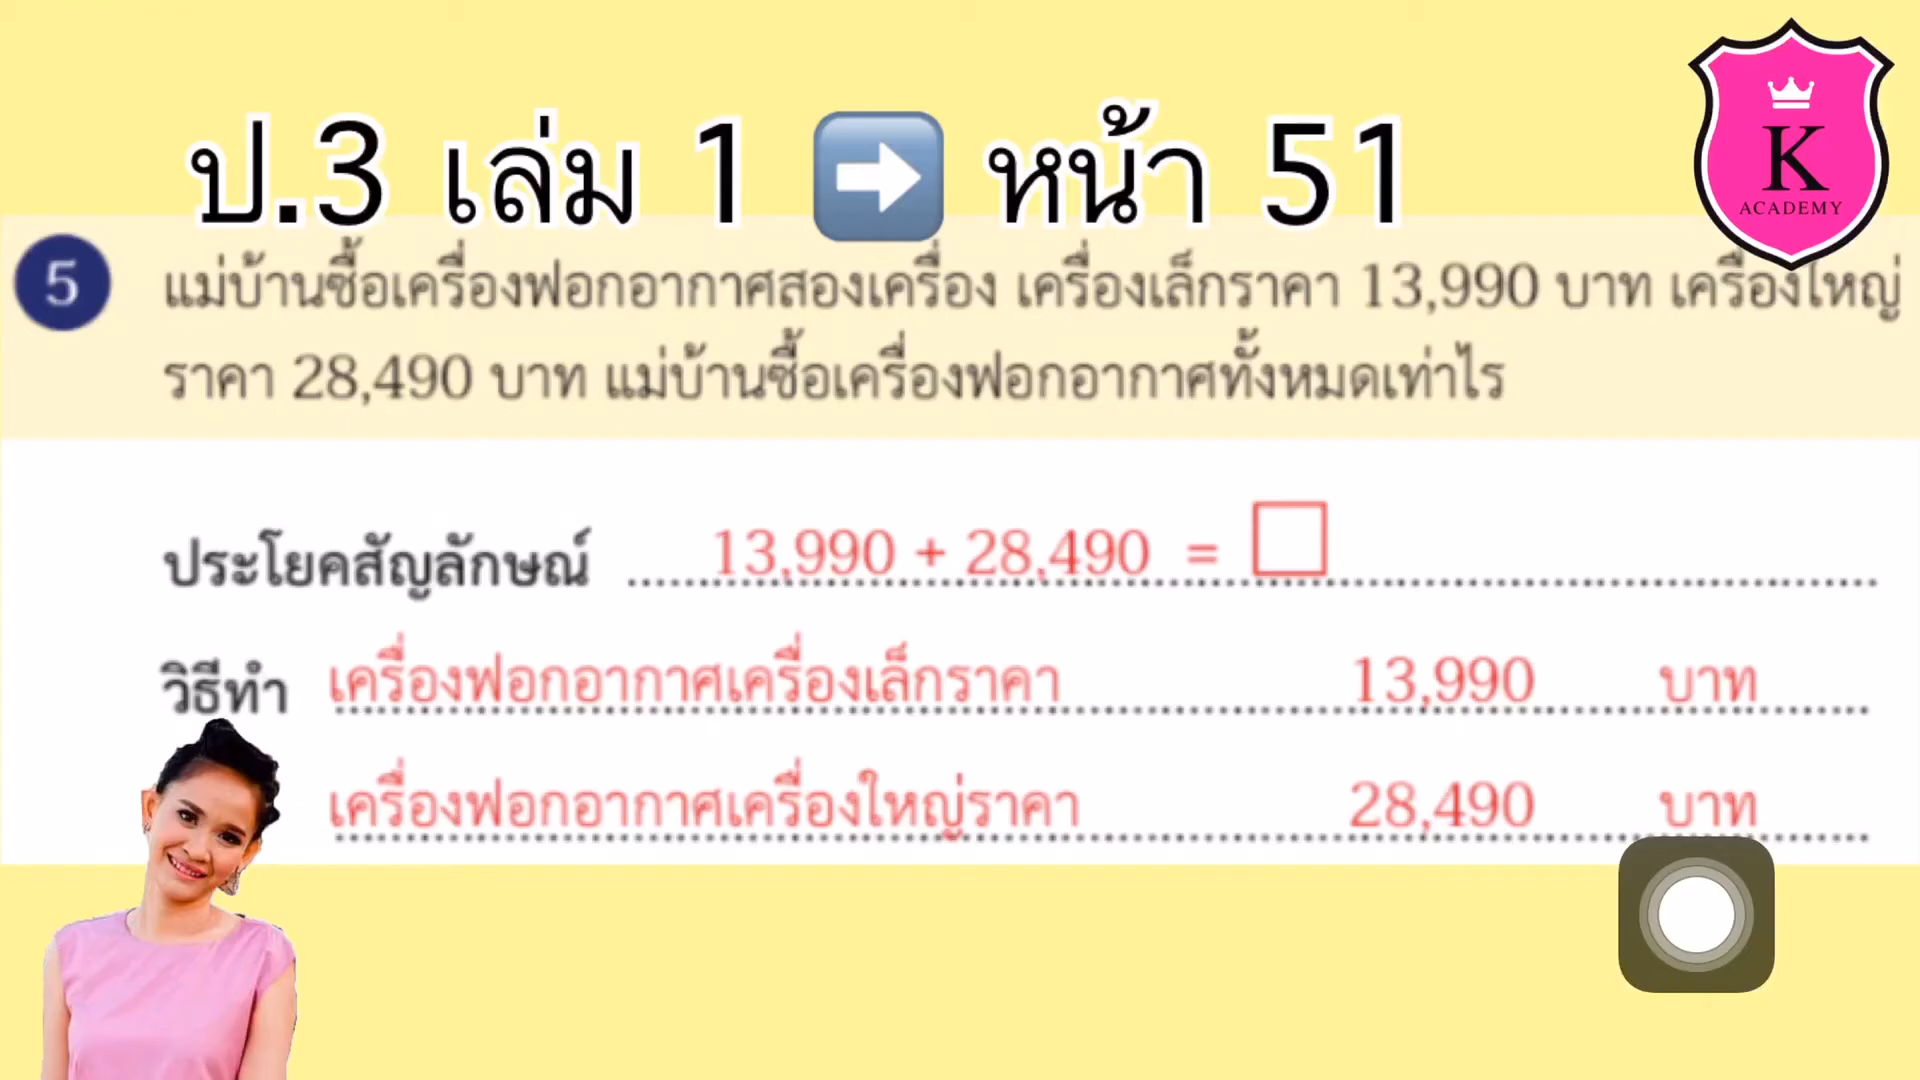 ป.3 เล่ม 1 ➡ หน้า 51
K
ACADEMY
5 แม่บ้านซื้อเครื่องฟอกอากาศสองเครื่อง เครื่องเล็กราคา 13,990 บาท เครื่องใหญ่
ราคา 28,490 บาท แม่บ้านซื้อเครื่องฟอกอากาศทั้งหมดเท่าไร
ประโยคสัญลักษณ์ 13,990 + 28,490 = □
วิธีทำ เครื่องฟอกอากาศเครื่องเล็กราคา 13,990 บาท
เครื่องฟอกอากาศเครื่องใหญ่ราคา 28,490 บาท